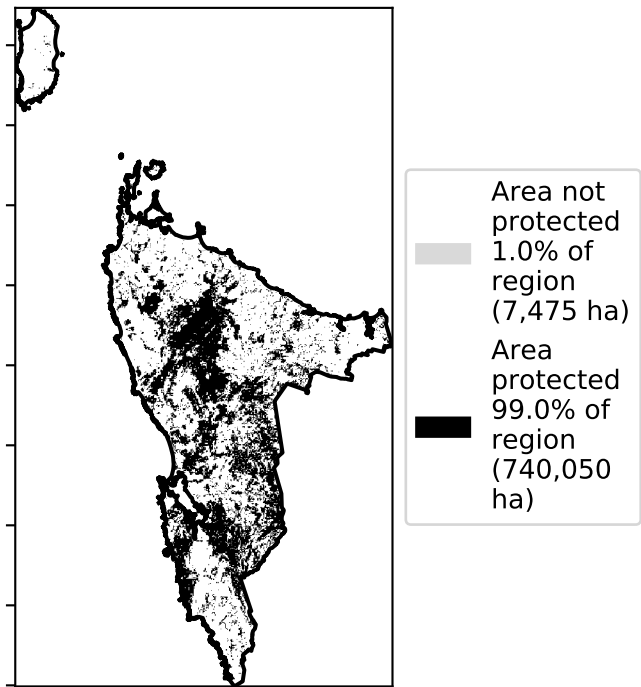 Area not
protected
1.0% of
region
(7,475 ha)
Area
protected
99.0% of
region
(740,050
ha)